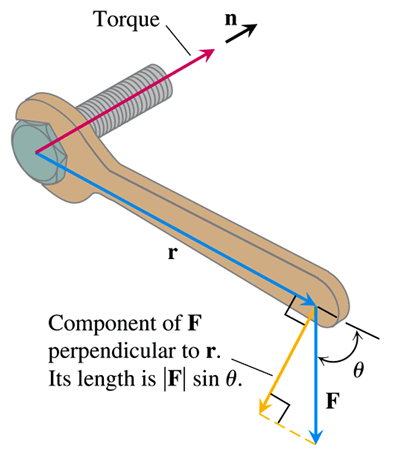 Torque
n
r
Component of F
perpendicular to r.
Its length is |F| sin θ.
θ
F